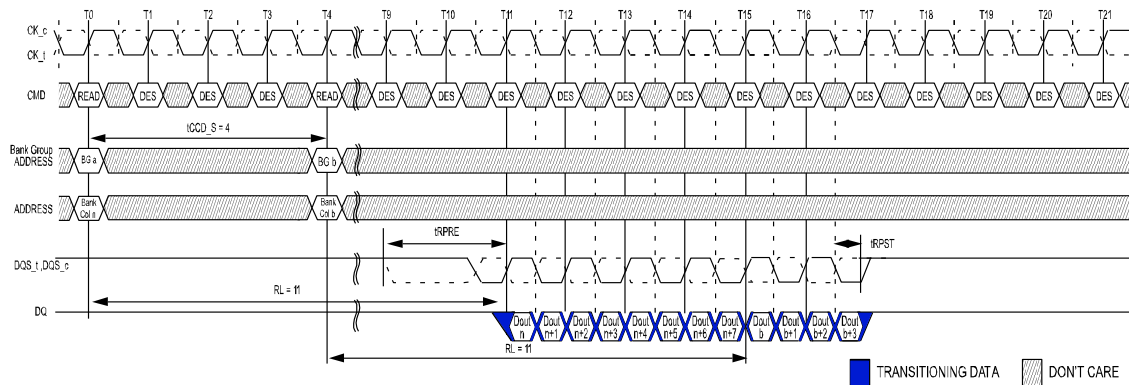 T0 T1 T2 T3 T4 T9 T10 T11 T12 T13 T14 T15 T16 T17 T18 T19 T20 T21
CK_c
CK_t
CMD READ DES DES DES READ DES DES DES DES DES DES DES DES DES DES DES DES DES
tCCD_S = 4
Bank Group
ADDRESS BG a BG b
ADDRESS Bank Col n Bank Col b
tRPRE tRPST
DQS_t ,DQS_c
RL = 11
DQ Dout n Dout n+1 Dout n+2 Dout n+3 Dout n+4 Dout n+5 Dout n+6 Dout n+7 Dout b Dout b+1 Dout b+2 Dout b+3
RL = 11
TRANSITIONING DATA DON'T CARE